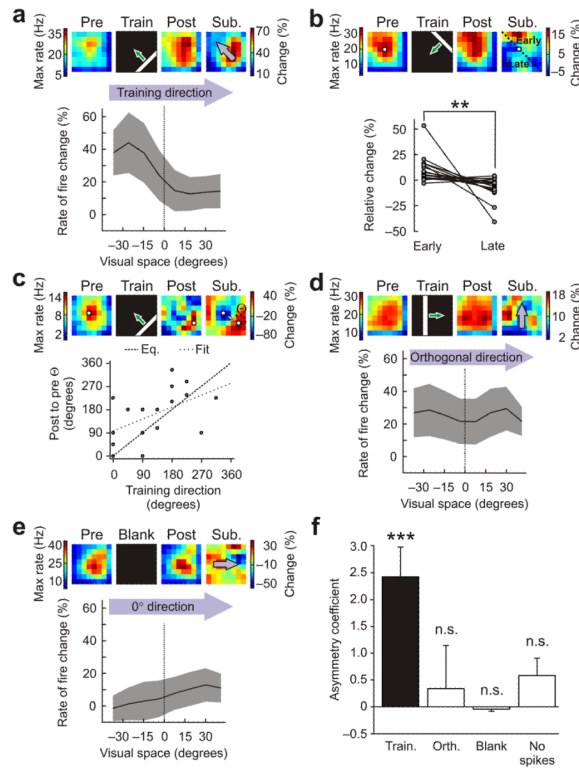 a
Pre Train Post Sub.
Max rate (Hz)
35
20
5
70
40
10
Change (%)
Training direction
Rate of fire change (%)
60
40
20
0
−30 −15 0 15 30
Visual space (degrees)
b
Pre Train Post Sub.
Max rate (Hz)
30
20
10
Early
Late
15
5
−5
Change (%)
**
Relative change (%)
50
25
0
−25
−50
Early Late
c
Pre Train Post Sub.
Max rate (Hz)
14
8
2
Θ
40
−20
−80
Change (%)
Eq. Fit
Post to pre Θ
(degrees)
360
270
180
90
0
0 90 180 270 360
Training direction
(degrees)
d
Pre Train Post Sub.
Max rate (Hz)
30
20
10
18
10
2
Change (%)
Orthogonal direction
Rate of fire change (%)
60
40
20
0
−30 −15 0 15 30
Visual space (degrees)
e
Pre Blank Post Sub.
Max rate (Hz)
40
25
10
30
−10
−50
Change (%)
0° direction
Rate of fire change (%)
60
40
20
0
−30 −15 0 15 30
Visual space (degrees)
f
Asymmetry coefficient
3.0
2.5
2.0
1.5
1.0
0.5
0
−0.5
***
n.s.
n.s.
n.s.
Train. Orth. Blank No
spikes